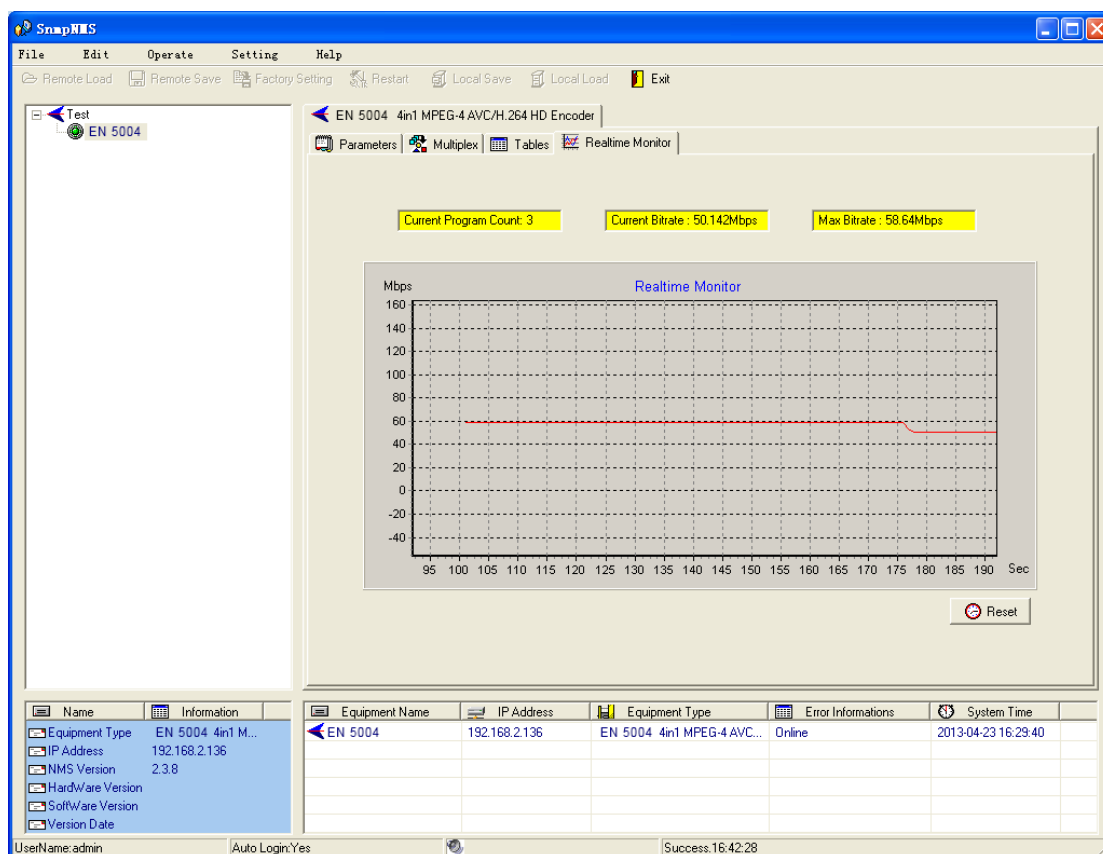 SnmpNMS
File Edit Operate Setting Help
Remote Load Remote Save Factory Setting Restart Local Save Local Load Exit
Test
EN 5004
EN 5004 4in1 MPEG-4 AVC/H.264 HD Encoder
Parameters Multiplex Tables Realtime Monitor
Current Program Count: 3 Current Bitrate : 50.142Mbps Max Bitrate : 58.64Mbps
Mbps Realtime Monitor
160
140
120
100
80
60
40
20
0
-20
-40
95 100 105 110 115 120 125 130 135 140 145 150 155 160 165 170 175 180 185 190 Sec
Reset
Name Information
Equipment Type EN 5004 4in1 M...
IP Address 192.168.2.136
NMS Version 2.3.8
HardWare Version
SoftWare Version
Version Date
Equipment Name IP Address Equipment Type Error Informations System Time
EN 5004 192.168.2.136 EN 5004 4in1 MPEG-4 AVC... Online 2013-04-23 16:29:40
UserName:admin Auto Login:Yes Success.16:42:28